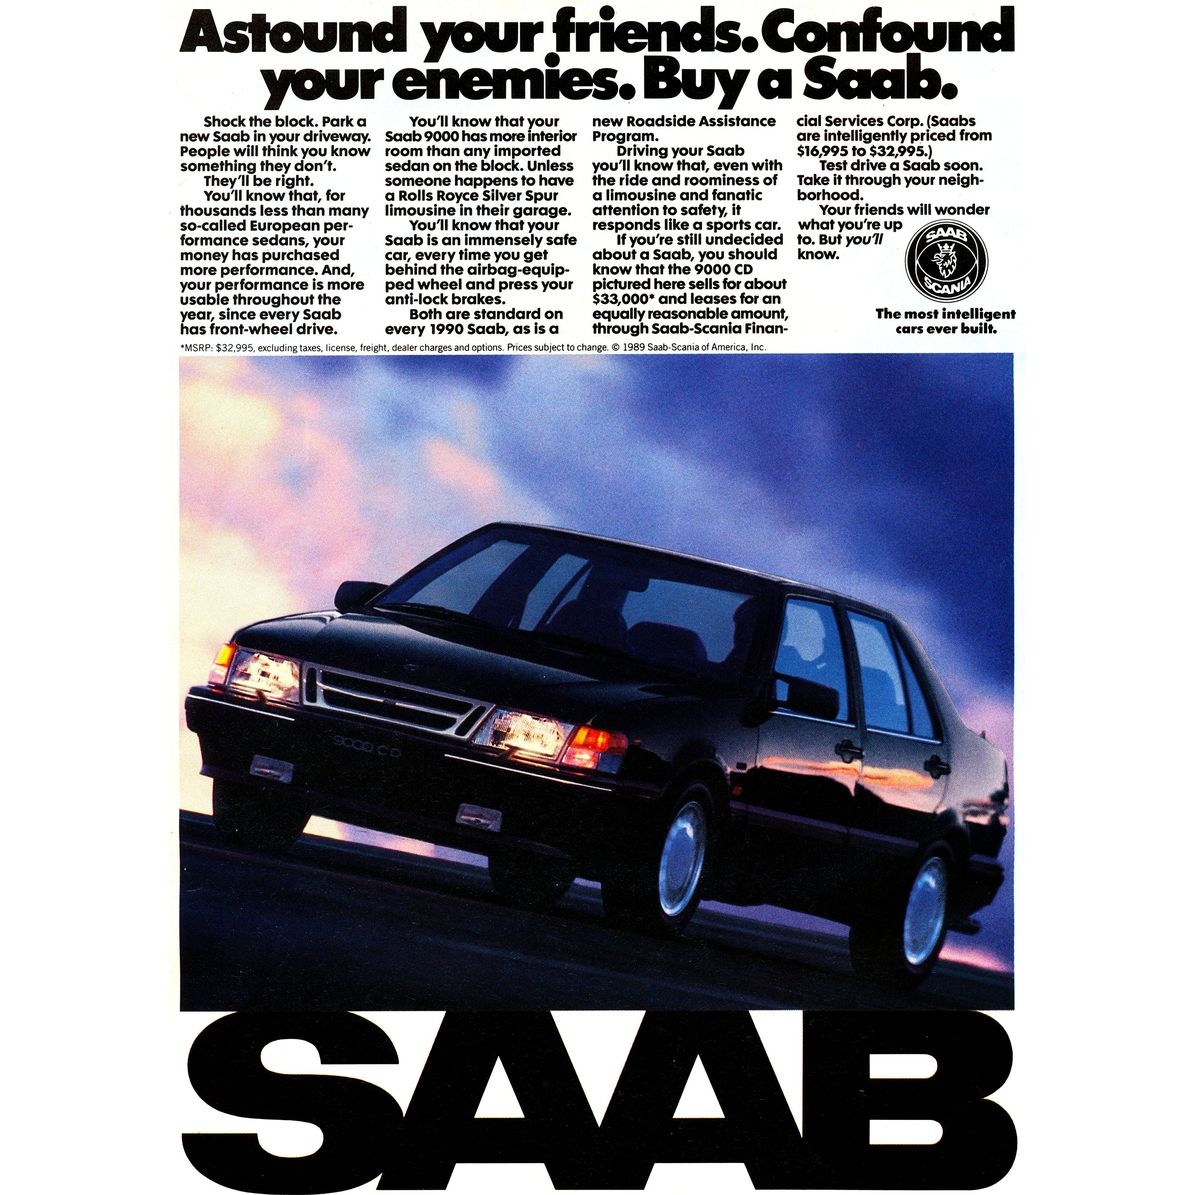 Astound your friends. Confound
your enemies. Buy a Saab.
Shock the block. Park a
new Saab in your driveway.
People will think you know
something they don't.
They'll be right.
You'll know that, for
thousands less than many
so-called European per-
formance sedans, your
money has purchased
more performance. And,
your performance is more
usable throughout the
year, since every Saab
has front-wheel drive.
You'll know that your
Saab 9000 has more interior
room than any imported
sedan on the block. Unless
someone happens to have
a Rolls Royce Silver Spur
limousine in their garage.
You'll know that your
Saab is an immensely safe
car, every time you get
behind the airbag-equip-
ped wheel and press your
anti-lock brakes.
Both are standard on
every 1990 Saab, as is a
new Roadside Assistance
Program.
Driving your Saab
you'll know that, even with
the ride and roominess of
a limousine and fanatic
attention to safety, it
responds like a sports car.
If you're still undecided
about a Saab, you should
know that the 9000 CD
pictured here sells for about
$33,000* and leases for an
equally reasonable amount,
through Saab-Scania Finan-
cial Services Corp. (Saabs
are intelligently priced from
$16,995 to $32,995.)
Test drive a Saab soon.
Take it through your neigh-
borhood.
Your friends will wonder
what you're up
to. But you'll
know.
SAAB
SCANIA
The most intelligent
cars ever built.
*MSRP: $32,995, excluding taxes, license, freight, dealer charges and options. Prices subject to change. © 1989 Saab-Scania of America, Inc.
9000 CD
SAAB